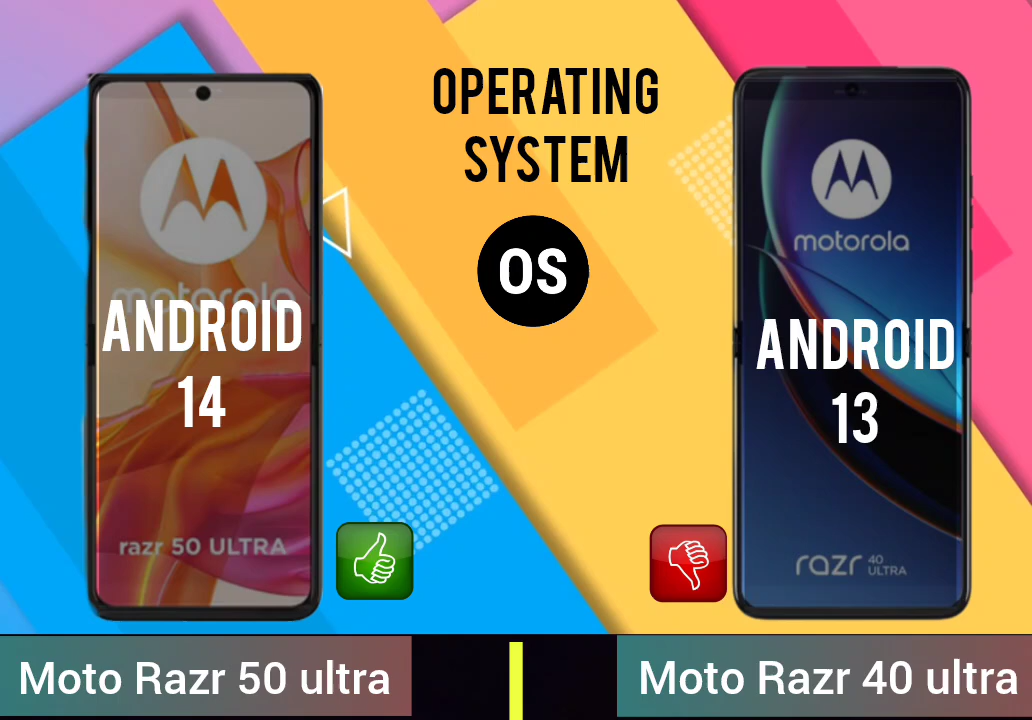 OPERATING
SYSTEM
OS
motorola
ANDROID
14
razr 50 ULTRA
motorola
ANDROID
13
razr 40
ULTRA
Moto Razr 50 ultra
Moto Razr 40 ultra